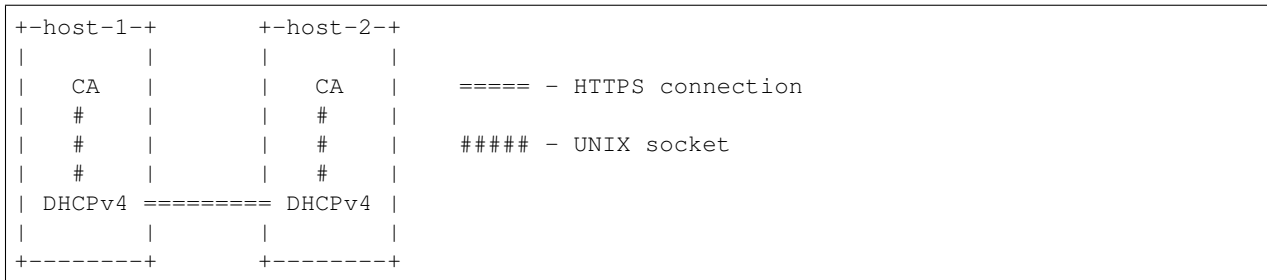 +-host-1-+       +-host-2-+
|        |       |        |
|   CA   |       |   CA   |    ===== - HTTPS connection
|   #    |       |   #    |
|   #    |       |   #    |    ##### - UNIX socket
|   #    |       |   #    |
| DHCPv4 ========= DHCPv4 |
|        |       |        |
+--------+       +--------+